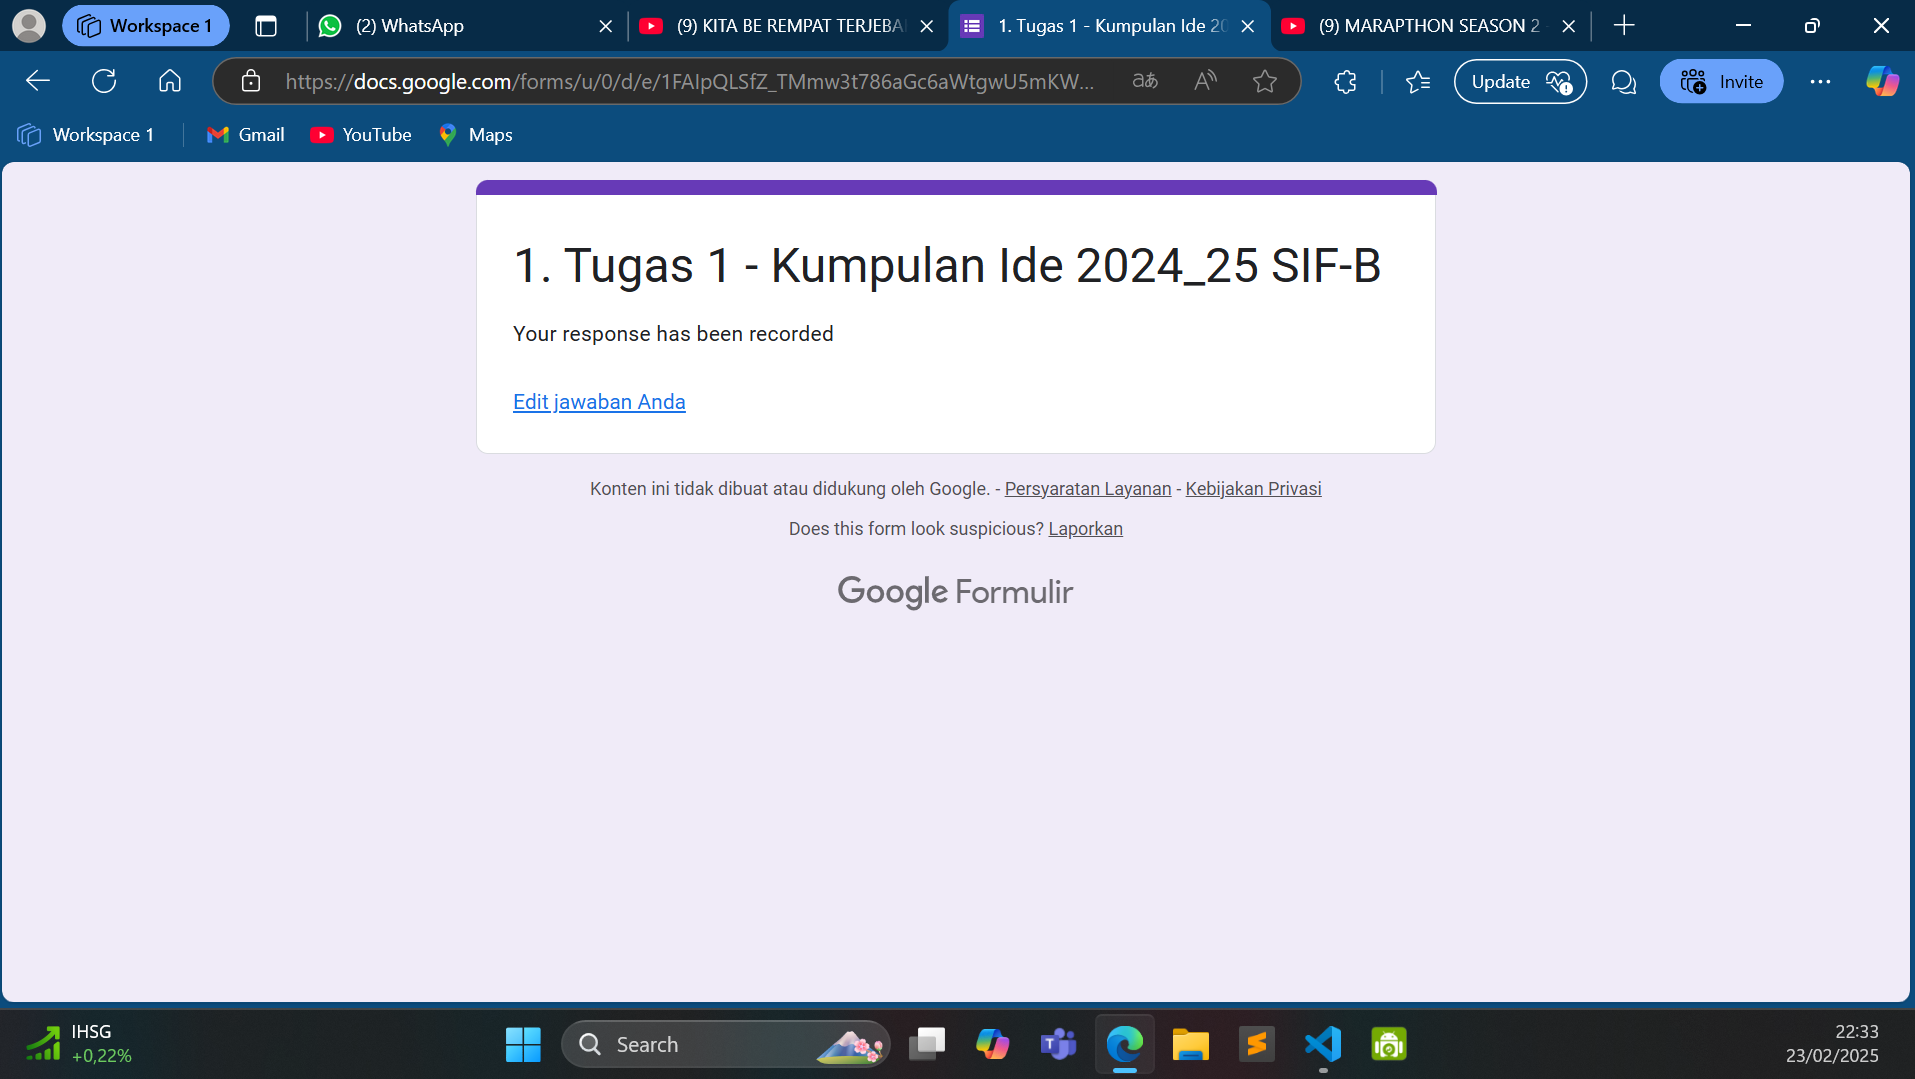 Workspace 1
(2) WhatsApp
(9) KITA BE REMPAT TERJEBA
1. Tugas 1 - Kumpulan Ide 20
(9) MARAPTHON SEASON 2 -
https://docs.google.com/forms/u/0/d/e/1FAIpQLSfZ_TMmw3t786aGc6aWtgwU5mKW...
Update
Invite
Workspace 1
Gmail
YouTube
Maps
1. Tugas 1 - Kumpulan Ide 2024_25 SIF-B
Your response has been recorded
Edit jawaban Anda
Konten ini tidak dibuat atau didukung oleh Google. - Persyaratan Layanan - Kebijakan Privasi
Does this form look suspicious? Laporkan
Google Formulir
IHSG
+0,22%
Search
22:33
23/02/2025